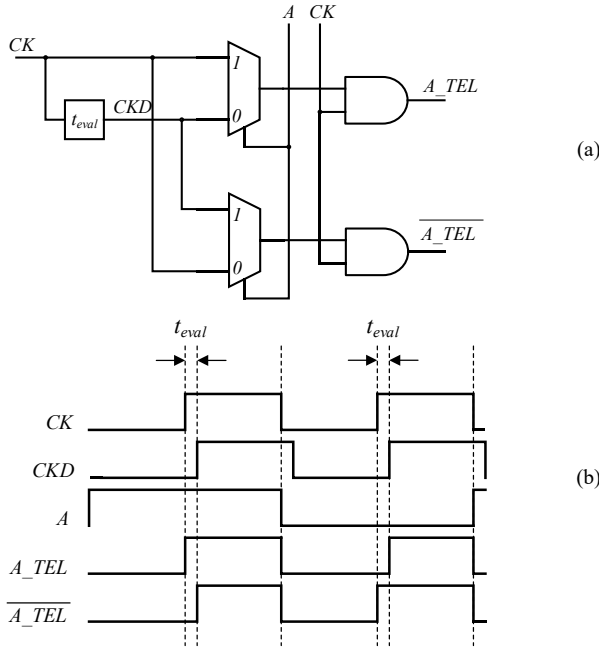 A CK
CK
1
A_TEL
CKD
t_eval
0
(a)
1
A_TEL
0
t_eval t_eval
CK
CKD
(b)
A
A_TEL
A_TEL